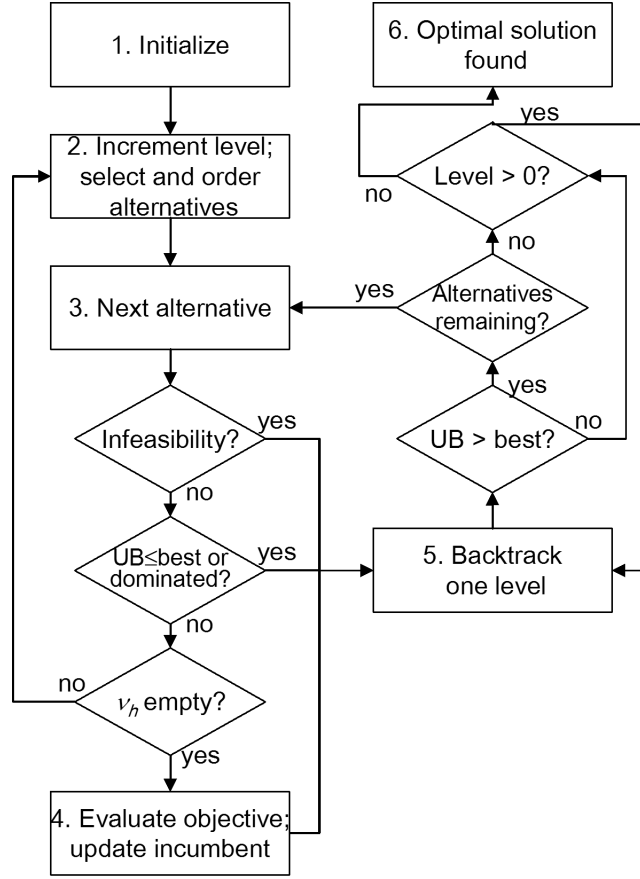 1. Initialize
2. Increment level;
select and order
alternatives
3. Next alternative
Infeasibility?
yes
no
UB≤best or
dominated?
yes
no
νh empty?
no
yes
4. Evaluate objective;
update incumbent
5. Backtrack
one level
UB > best?
no
yes
Alternatives
remaining?
yes
no
Level > 0?
no
yes
6. Optimal solution
found